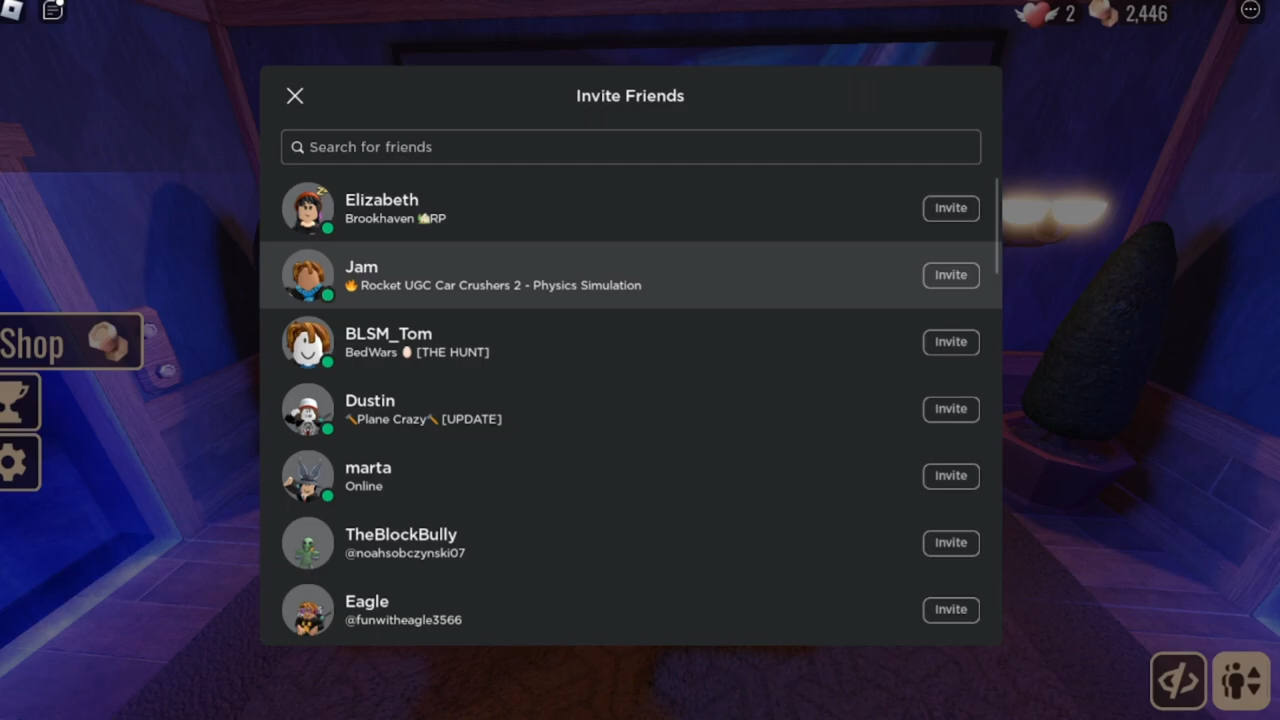 2
2,446
Invite Friends
Search for friends
Elizabeth
Brookhaven 🏡RP
Invite
Jam
🔥 Rocket UGC Car Crushers 2 - Physics Simulation
Invite
BLSM_Tom
BedWars 🥚 [THE HUNT]
Invite
Shop
Dustin
🔨Plane Crazy🔨 [UPDATE]
Invite
marta
Online
Invite
TheBlockBully
@noahsobczynski07
Invite
Eagle
@funwitheagle3566
Invite